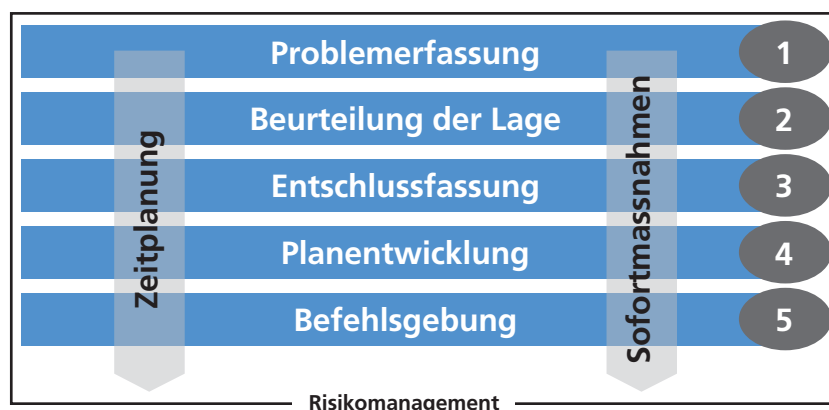 Problemerfassung 1
Beurteilung der Lage 2
Entschlussfassung 3
Planentwicklung 4
Befehlsgebung 5
Zeitplanung
Sofortmassnahmen
Risikomanagement